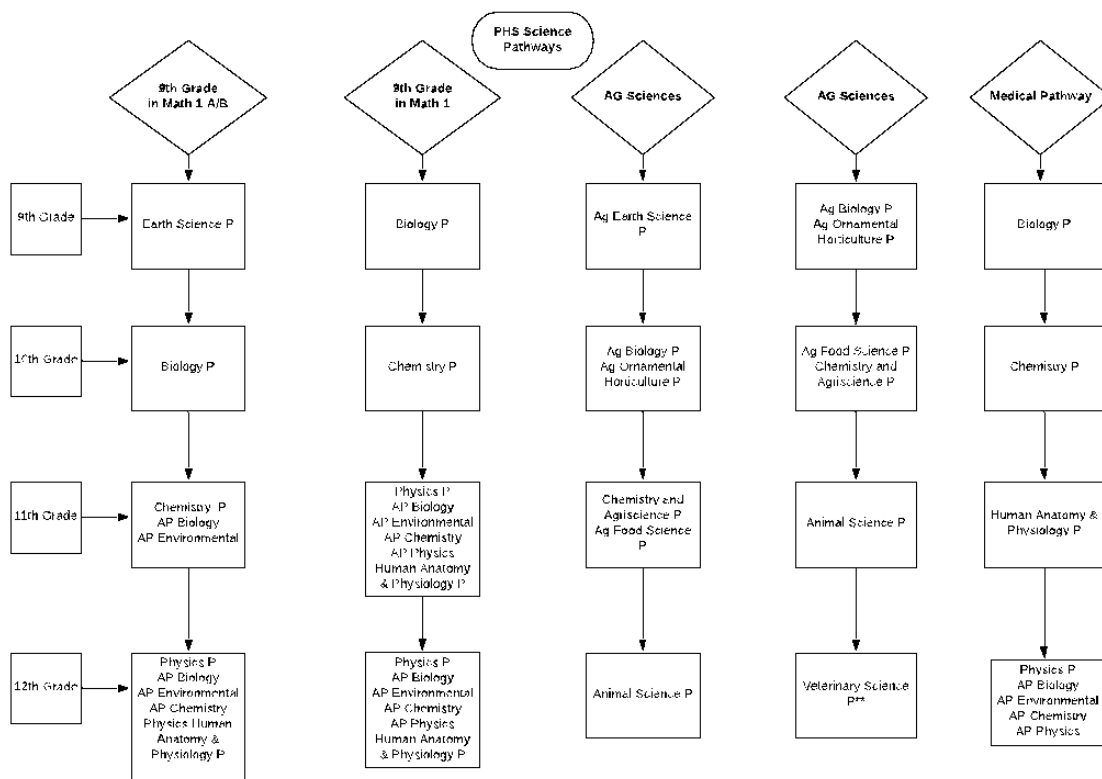 PHS Science
Pathways
9th Grade
in Math 1 A/B
9th Grade
in Math 1
AG Sciences
AG Sciences
Medical Pathway
9th Grade
Earth Science P
Biology P
Ag Earth Science
P
Ag Biology P
Ag Ornamental
Horticulture P
Biology P
10th Grade
Biology P
Chemistry P
Ag Biology P
Ag Ornamental
Horticulture P
Ag Food Science P
Chemistry and
Agriscience P
Chemistry P
11th Grade
Chemistry P
AP Biology
AP Environmental
Physics P
AP Biology
AP Environmental
AP Chemistry
AP Physics
Human Anatomy
& Physiology P
Chemistry and
Agriscience P
Ag Food Science
P
Animal Science P
Human Anatomy &
Physiology P
12th Grade
Physics P
AP Biology
AP Environmental
AP Chemistry
Physics Human
Anatomy &
Physiology P
Physics P
AP Biology
AP Environmental
AP Chemistry
AP Physics
Human Anatomy
& Physiology P
Animal Science P
Veterinary Science
P**
Physics P
AP Biology
AP Environmental
AP Chemistry
AP Physics